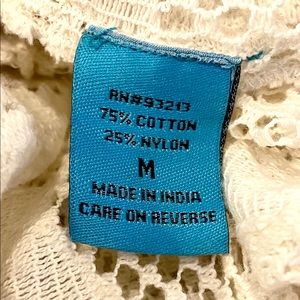 RN#93213
75% COTTON
25% NYLON
M
MADE IN INDIA
CARE ON REVERSE